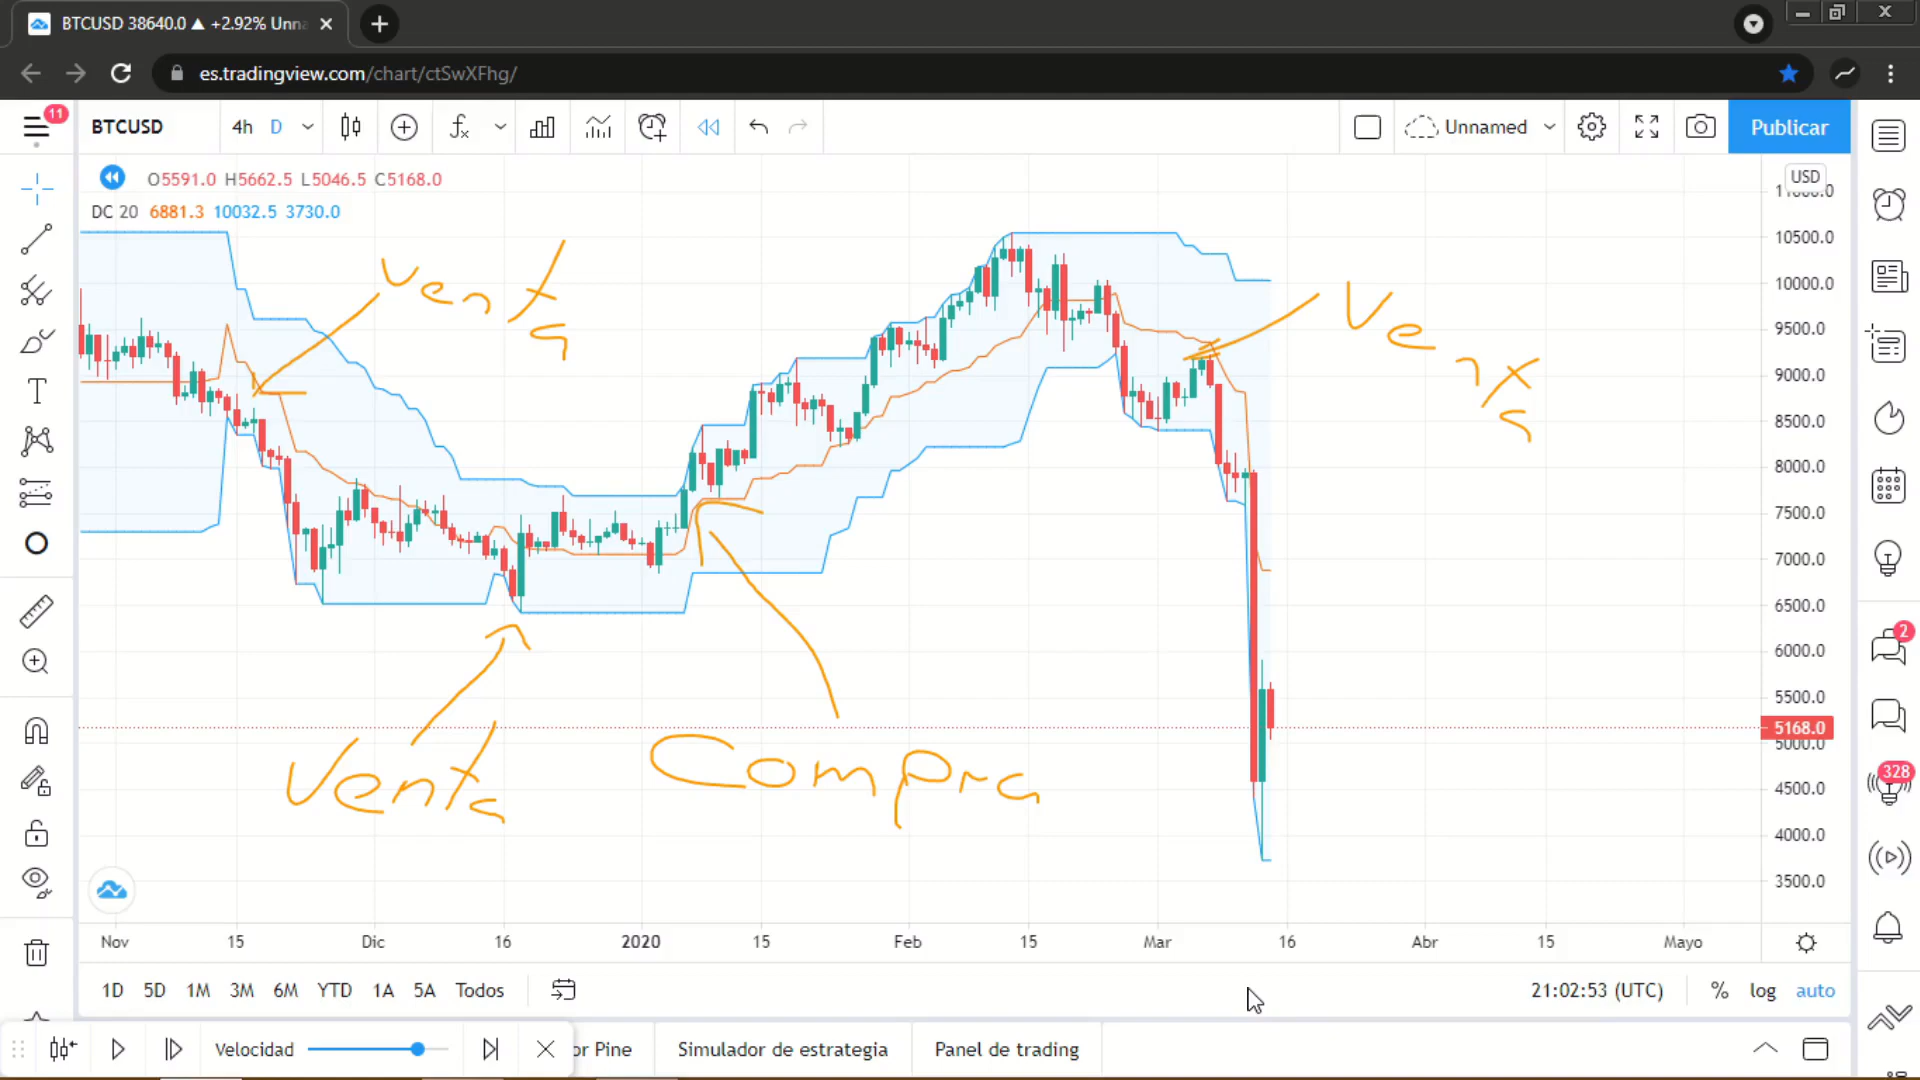 BTCUSD 38640.0 ▲ +2.92% Unna
es.tradingview.com/chart/ctSwXFhg/
11
BTCUSD 4h D Unnamed Publicar
O5591.0 H5662.5 L5046.5 C5168.0
DC 20 6881.3 10032.5 3730.0
USD
11000.0
10500.0
10000.0
9500.0
9000.0
8500.0
8000.0
7500.0
7000.0
6500.0
6000.0
5500.0
5168.0
5000.0
4500.0
4000.0
3500.0
Venta
Venta
Venta
Compra
2
328
Nov 15 Dic 16 2020 15 Feb 15 Mar 16 Abr 15 Mayo
1D 5D 1M 3M 6M YTD 1A 5A Todos 21:02:53 (UTC) % log auto
Velocidad or Pine Simulador de estrategia Panel de trading